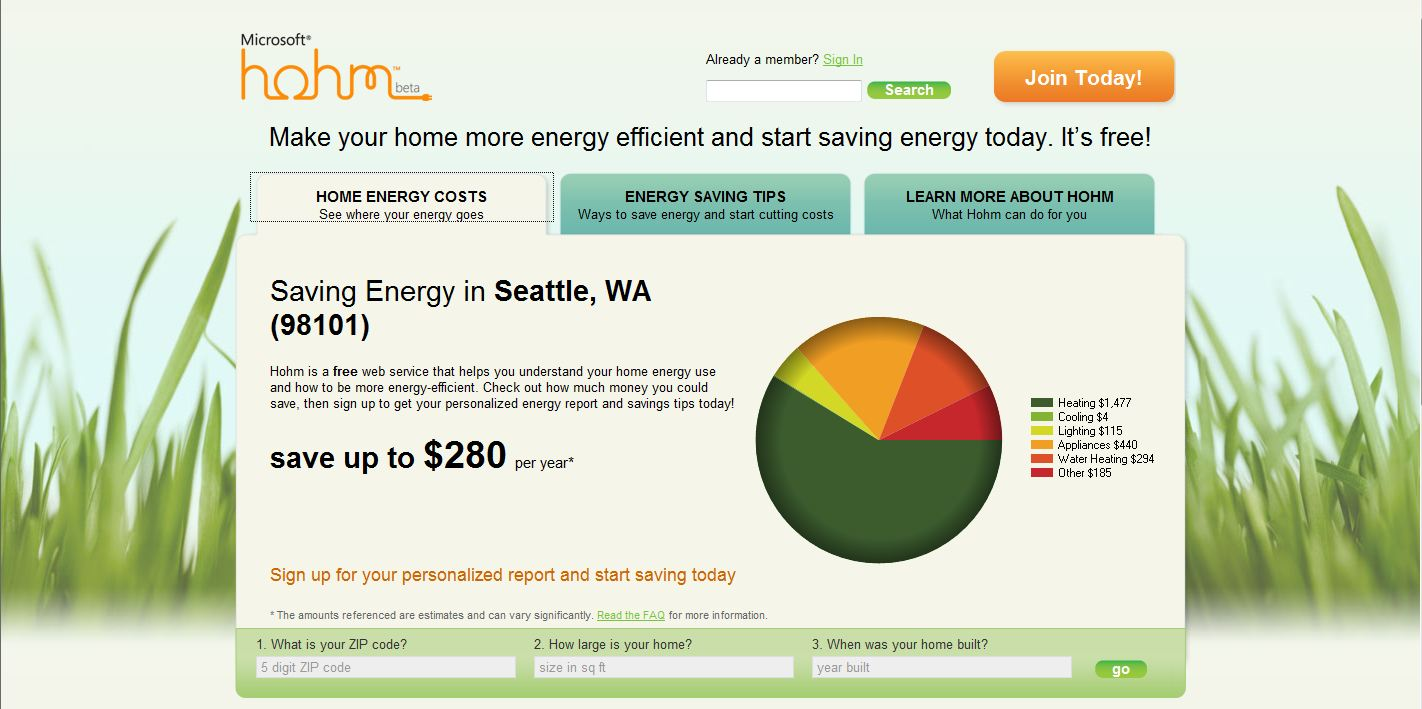 Microsoft®
hohm™ beta
Already a member? Sign In
Search
Join Today!
Make your home more energy efficient and start saving energy today. It’s free!
HOME ENERGY COSTS
See where your energy goes
ENERGY SAVING TIPS
Ways to save energy and start cutting costs
LEARN MORE ABOUT HOHM
What Hohm can do for you
Saving Energy in Seattle, WA
(98101)
Hohm is a free web service that helps you understand your home energy use
and how to be more energy-efficient. Check out how much money you could
save, then sign up to get your personalized energy report and savings tips today!
save up to $280 per year*
Heating $1,477
Cooling $4
Lighting $115
Appliances $440
Water Heating $294
Other $185
Sign up for your personalized report and start saving today
* The amounts referenced are estimates and can vary significantly. Read the FAQ for more information.
1. What is your ZIP code?
5 digit ZIP code
2. How large is your home?
size in sq ft
3. When was your home built?
year built
go